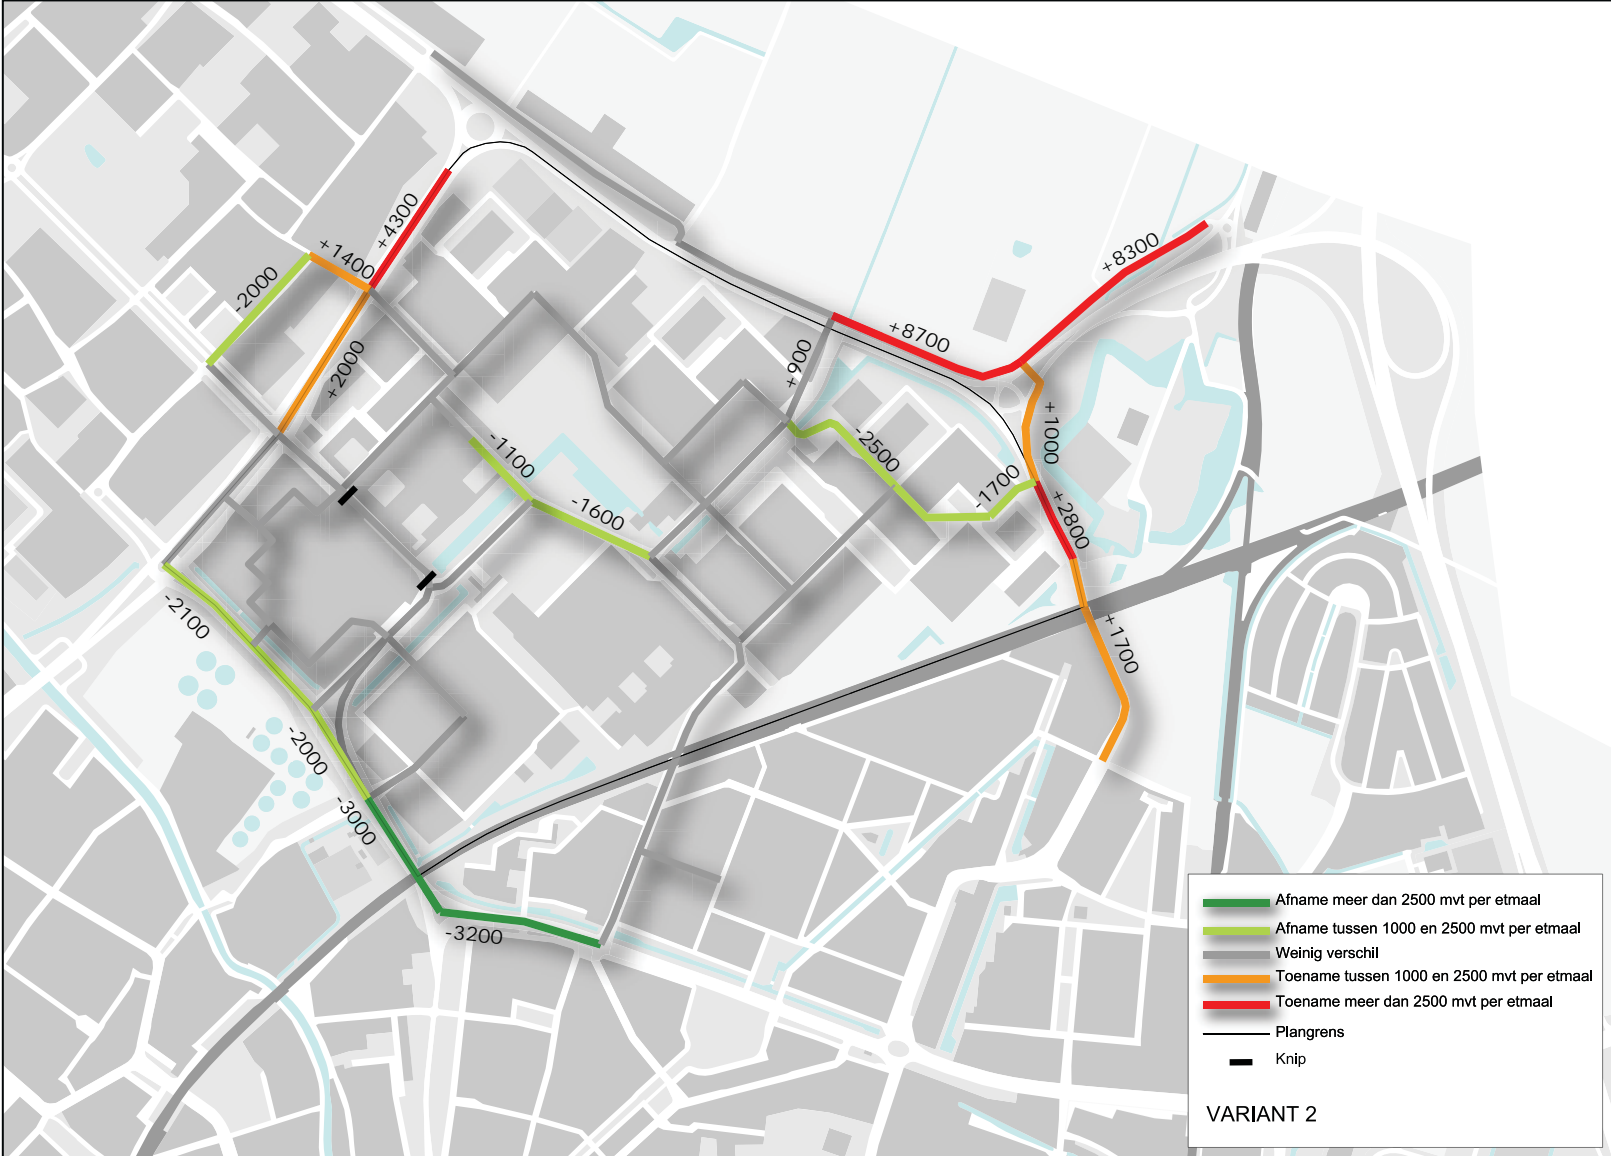 +4300
+1400
-2000
+2000
+8300
+8700
+900
-1100
-1600
-2500
-1700
+1000
+2800
+1700
-2100
-2000
-3000
-3200
Afname meer dan 2500 mvt per etmaal
Afname tussen 1000 en 2500 mvt per etmaal
Weinig verschil
Toename tussen 1000 en 2500 mvt per etmaal
Toename meer dan 2500 mvt per etmaal
Plangrens
Knip
VARIANT 2